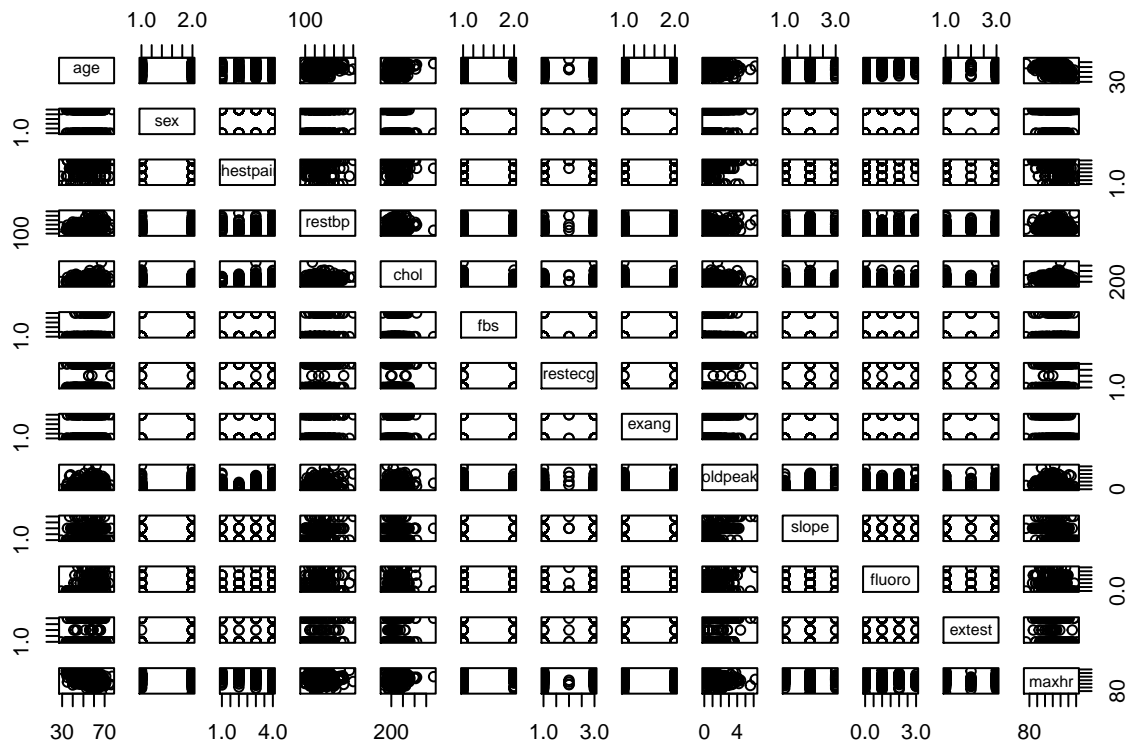 1.0 2.0 100 1.0 2.0 1.0 2.0 1.0 3.0 1.0 3.0
age 30
1.0 sex
hestpai 1.0
100 restbp
chol 200
1.0 fbs
restecg 1.0
1.0 exang
oldpeak 0
1.0 slope
fluoro 0.0
1.0 extest
maxhr 80
30 70 1.0 4.0 200 1.0 3.0 0 4 0.0 3.0 80